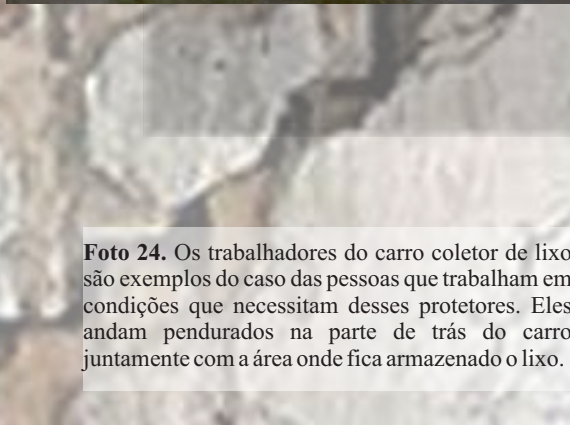 Foto 24. Os trabalhadores do carro coletor de lixo
são exemplos do caso das pessoas que trabalham em
condições que necessitam desses protetores. Eles
andam pendurados na parte de trás do carro
juntamente com a área onde fica armazenado o lixo.